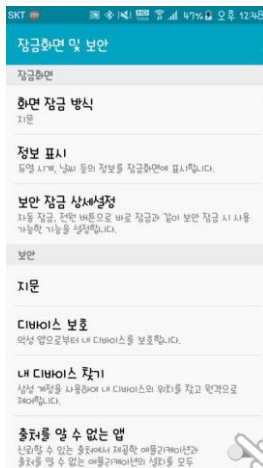 SKT 47% 오후 12:48
잠금화면 및 보안
잠금화면
화면 잠금 방식
지문
정보 표시
듀얼 시계, 날씨 등의 정보를 잠금화면에 표시합니다.
보안 잠금 상세설정
자동 잠금, 전원 버튼으로 바로 잠금과 같이 보안 잠금 시 사용
가능한 기능을 설정합니다.
보안
지문
디바이스 보호
악성 앱으로부터 내 디바이스를 보호합니다.
내 디바이스 찾기
삼성 계정을 사용하여 내 디바이스의 위치를 찾고 원격으로
제어합니다.
출처를 알 수 없는 앱
신뢰할 수 있는 출처에서 제공한 애플리케이션과
출처를 알 수 없는 애플리케이션의 설치를 모두